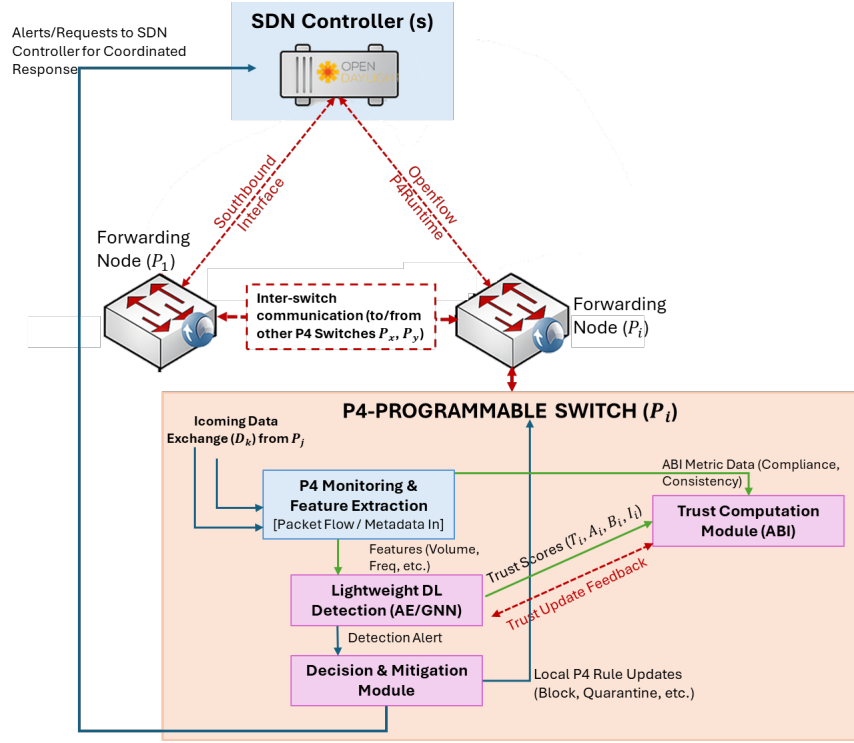 SDN Controller (s)
Alerts/Requests to SDN
Controller for Coordinated
Response
OPEN
DAYLIGHT
Southbound
Interface
Openflow
P4Runtime
Forwarding
Node (P₁)
Inter-switch
communication (to/from
other P4 Switches Pₓ, Pᵧ)
Forwarding
Node (Pᵢ)
P4-PROGRAMMABLE SWITCH (Pᵢ)
Icoming Data
Exchange (Dₖ) from Pⱼ
ABI Metric Data (Compliance,
Consistency)
P4 Monitoring &
Feature Extraction
[Packet Flow / Metadata In]
Trust Computation
Module (ABI)
Features (Volume,
Freq, etc.)
Trust Scores (Tᵢ, Aᵢ, Bᵢ, Iᵢ)
Lightweight DL
Detection (AE/GNN)
Trust Update Feedback
Detection Alert
Decision & Mitigation
Module
Local P4 Rule Updates
(Block, Quarantine, etc.)